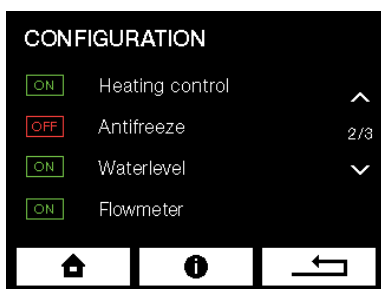 CONFIGURATION
ON Heating control
OFF Antifreeze
2/3
ON Waterlevel
ON Flowmeter